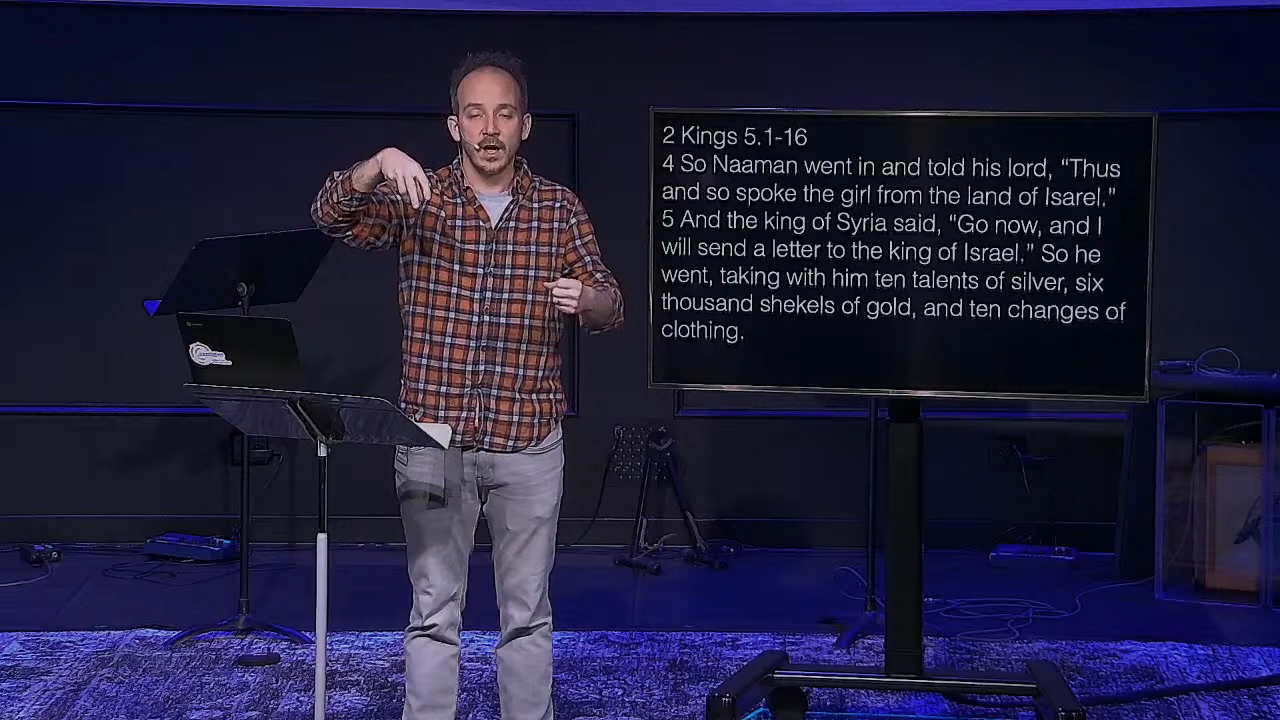 2 Kings 5.1-16
4 So Naaman went in and told his lord, “Thus
and so spoke the girl from the land of Isarel.”
5 And the king of Syria said, “Go now, and I
will send a letter to the king of Israel.” So he
went, taking with him ten talents of silver, six
thousand shekels of gold, and ten changes of
clothing.